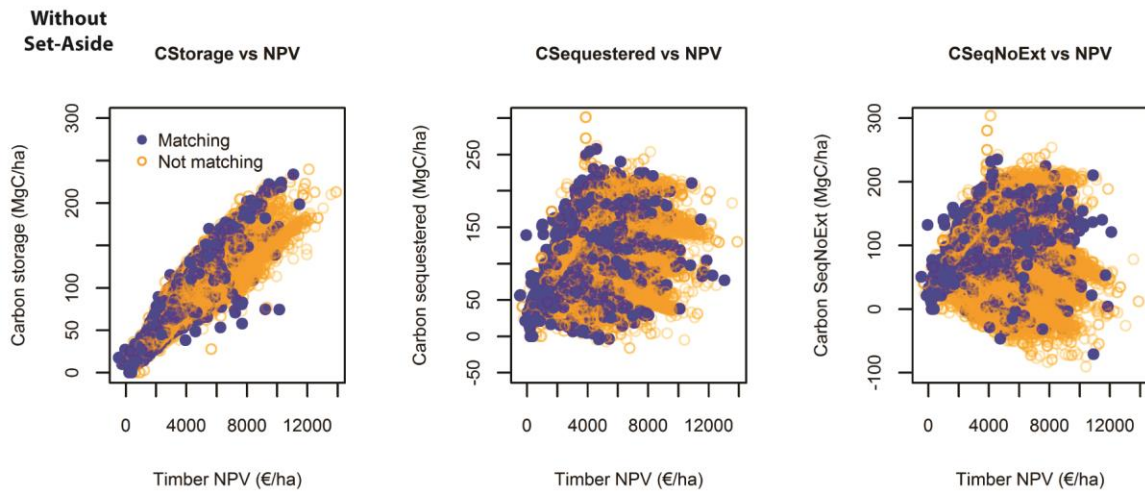 Without
Set-Aside
CStorage vs NPV
Carbon storage (MgC/ha)
300
200
100
50
0
Matching
Not matching
0 4000 8000 12000
Timber NPV (€/ha)
CSequestered vs NPV
Carbon sequestered (MgC/ha)
250
150
50
0
-50
0 4000 8000 12000
Timber NPV (€/ha)
CSeqNoExt vs NPV
Carbon SeqNoExt (MgC/ha)
300
200
100
0
-100
0 4000 8000 12000
Timber NPV (€/ha)